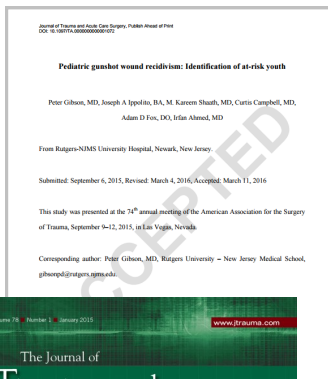 Journal of Trauma and Acute Care Surgery, Publish Ahead of Print
DOI: 10.1097/TA.0000000000001072
Pediatric gunshot wound recidivism: Identification of at-risk youth
Peter Gibson, MD, Joseph A Ippolito, BA, M. Kareem Shaath, MD, Curtis Campbell, MD,
Adam D Fox, DO, Irfan Ahmed, MD
From Rutgers-NJMS University Hospital, Newark, New Jersey.
Submitted: September 6, 2015, Revised: March 4, 2016, Accepted: March 11, 2016
This study was presented at the 74th annual meeting of the American Association for the Surgery
of Trauma, September 9–12, 2015, in Las Vegas, Nevada.
Corresponding author: Peter Gibson, MD, Rutgers University – New Jersey Medical School,
gibsonpd@rutgers.njms.edu.
ACCEPTED
Number 1 January 2015
www.jtrauma.com
The Journal of